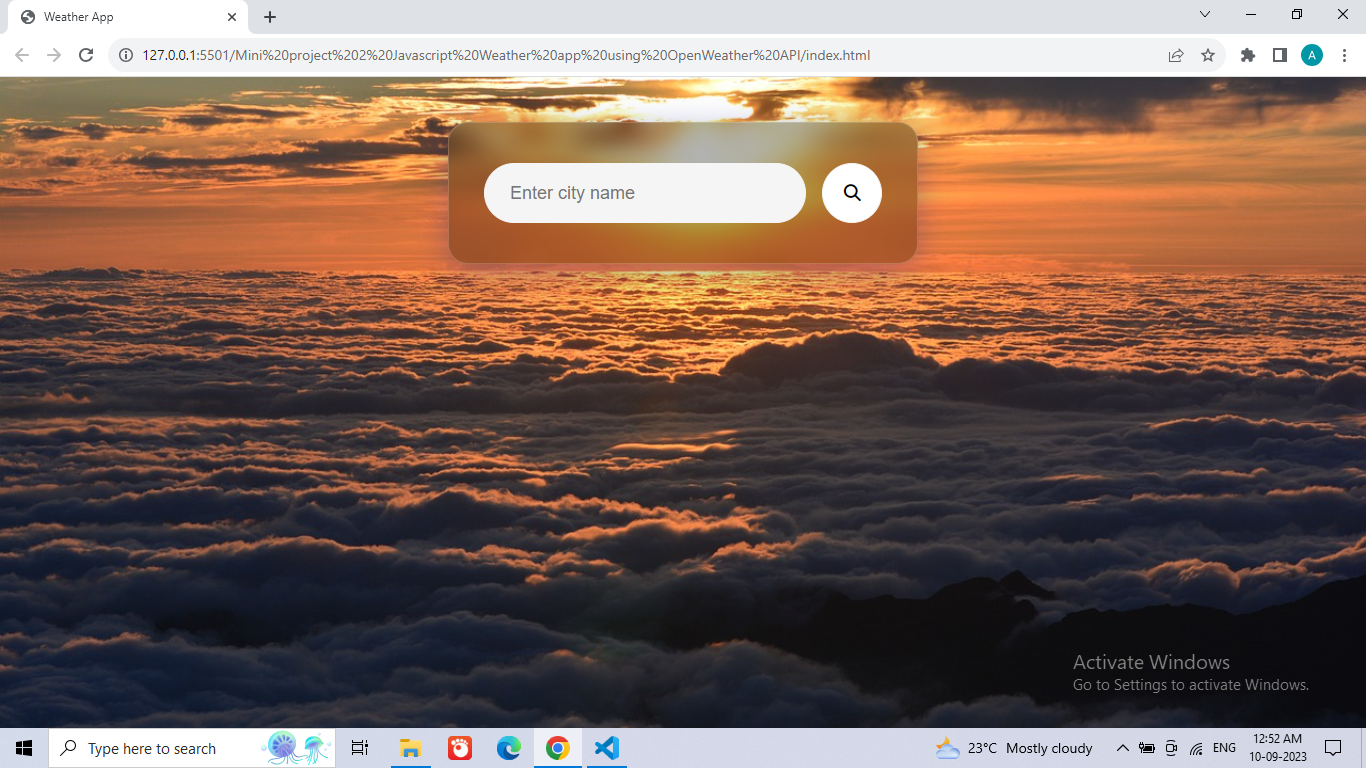 Weather App
127.0.0.1:5501/Mini%20project%202%20Javascript%20Weather%20app%20using%20OpenWeather%20API/index.html
A
Enter city name
Activate Windows
Go to Settings to activate Windows.
Type here to search
23°C Mostly cloudy
ENG
12:52 AM
10-09-2023